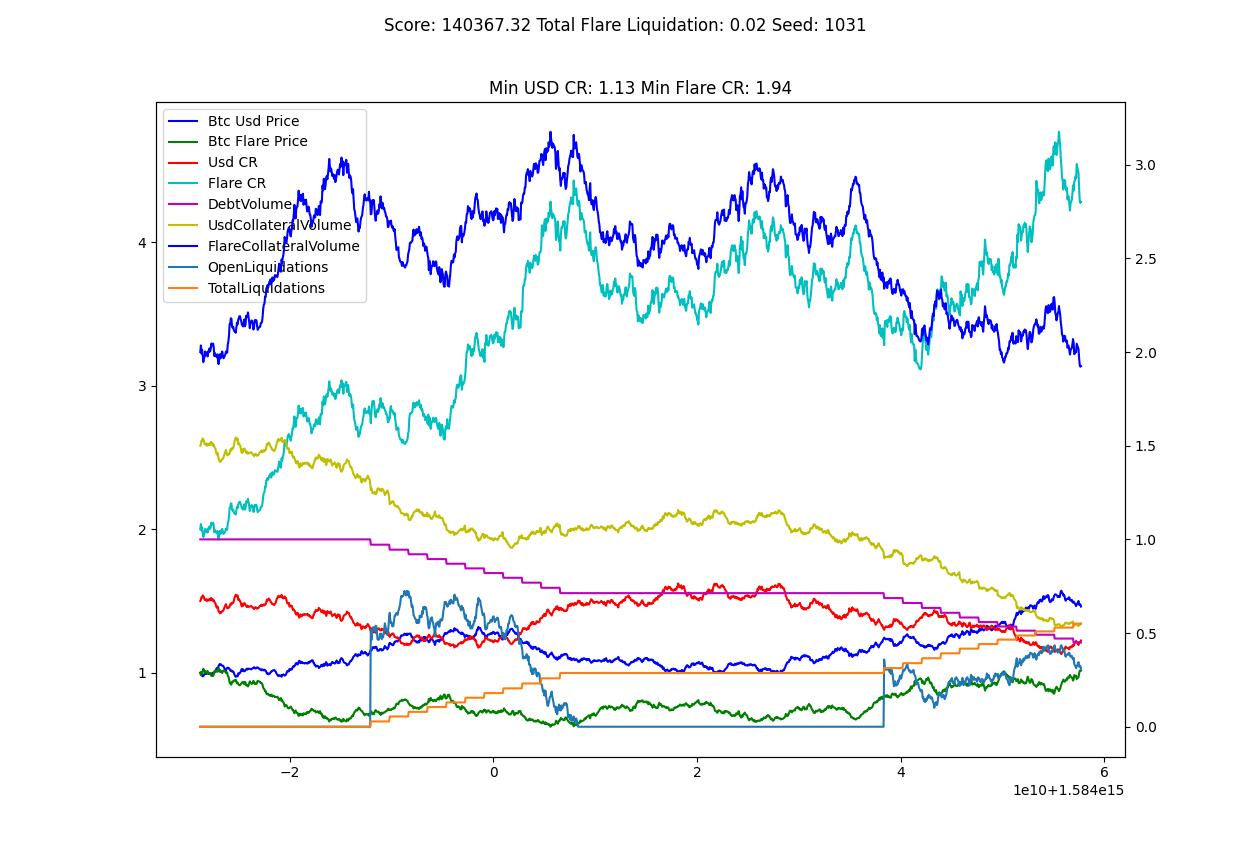 Score: 140367.32 Total Flare Liquidation: 0.02 Seed: 1031
Min USD CR: 1.13 Min Flare CR: 1.94
Btc Usd Price
Btc Flare Price
Usd CR
Flare CR
DebtVolume
UsdCollateralVolume
FlareCollateralVolume
OpenLiquidations
TotalLiquidations
4
3
2
1
3.0
2.5
2.0
1.5
1.0
0.5
0.0
−2
0
2
4
6
1e10+1.584e15